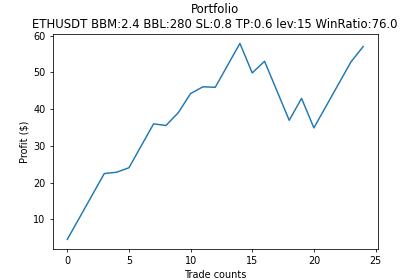 Portfolio
ETHUSDT BBM:2.4 BBL:280 SL:0.8 TP:0.6 lev:15 WinRatio:76.0
60
50
40
30
20
10
Profit ($)
0 5 10 15 20 25
Trade counts